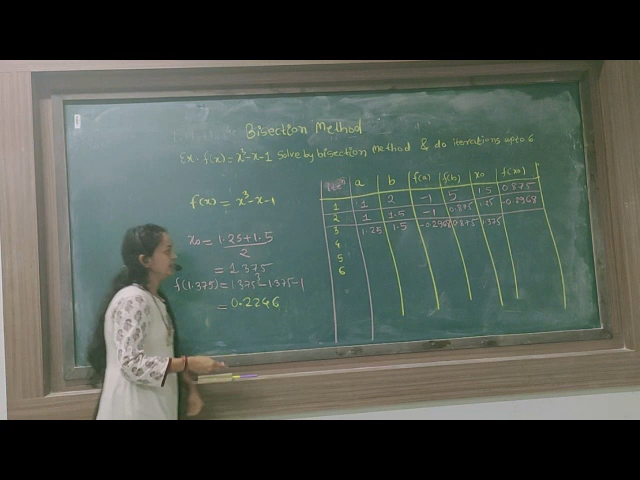 Bisection Method
Ex. f(x) = x³-x-1 Solve by bisection Method & do iterations upto 6
f(x) = x³-x-1
x₀ = 1.25+1.5
2
= 1.375
f(1.375) = 1.375³-1.375-1
= 0.2246
a b f(a) f(b) x₀ f(x₀)
1 1 2 -1 5 1.5 0.875
2 1 1.5 -1 0.875 1.25 -0.2968
3 1.25 1.5 -0.2968 0.875 1.375
4
5
6